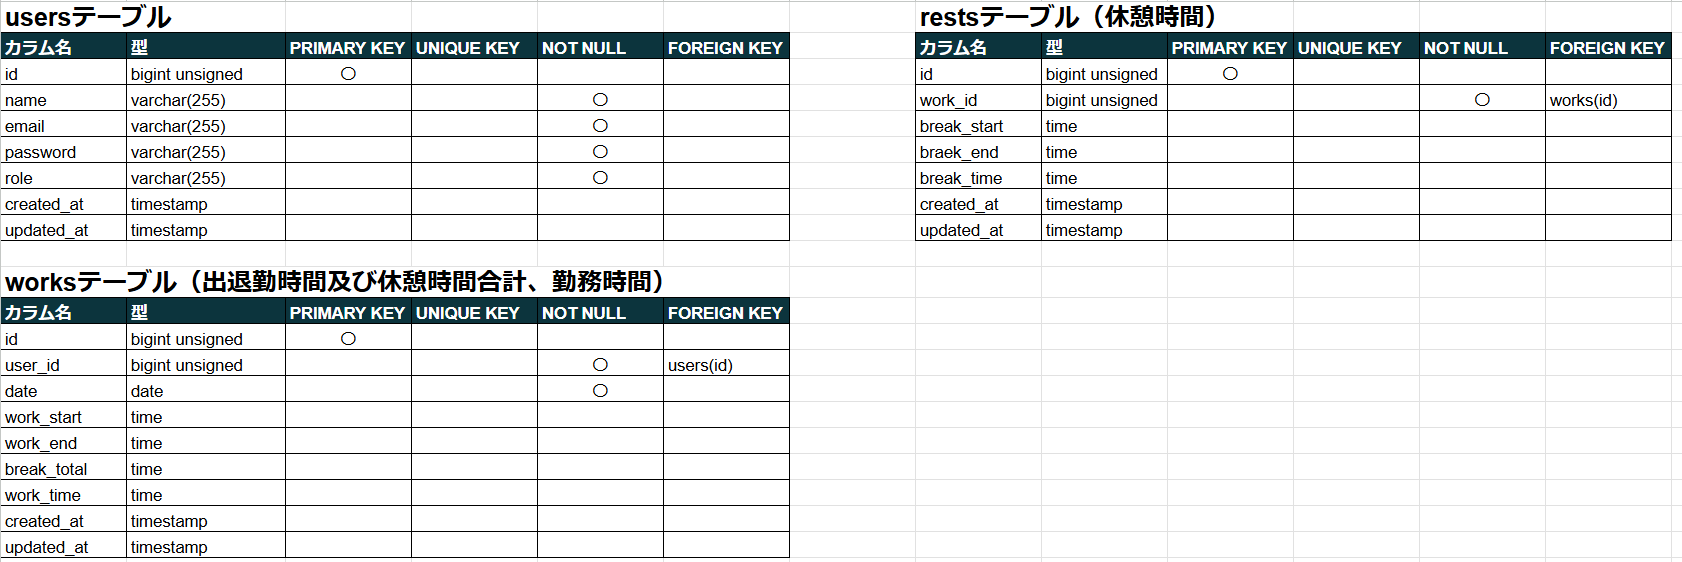 usersテーブル
カラム名 型 PRIMARY KEY UNIQUE KEY NOT NULL FOREIGN KEY
id bigint unsigned 〇
name varchar(255) 〇
email varchar(255) 〇
password varchar(255) 〇
role varchar(255) 〇
created_at timestamp
updated_at timestamp
restsテーブル（休憩時間）
カラム名 型 PRIMARY KEY UNIQUE KEY NOT NULL FOREIGN KEY
id bigint unsigned 〇
work_id bigint unsigned 〇 works(id)
break_start time
braek_end time
break_time time
created_at timestamp
updated_at timestamp
worksテーブル（出退勤時間及び休憩時間合計、勤務時間）
カラム名 型 PRIMARY KEY UNIQUE KEY NOT NULL FOREIGN KEY
id bigint unsigned 〇
user_id bigint unsigned 〇 users(id)
date date 〇
work_start time
work_end time
break_total time
work_time time
created_at timestamp
updated_at timestamp